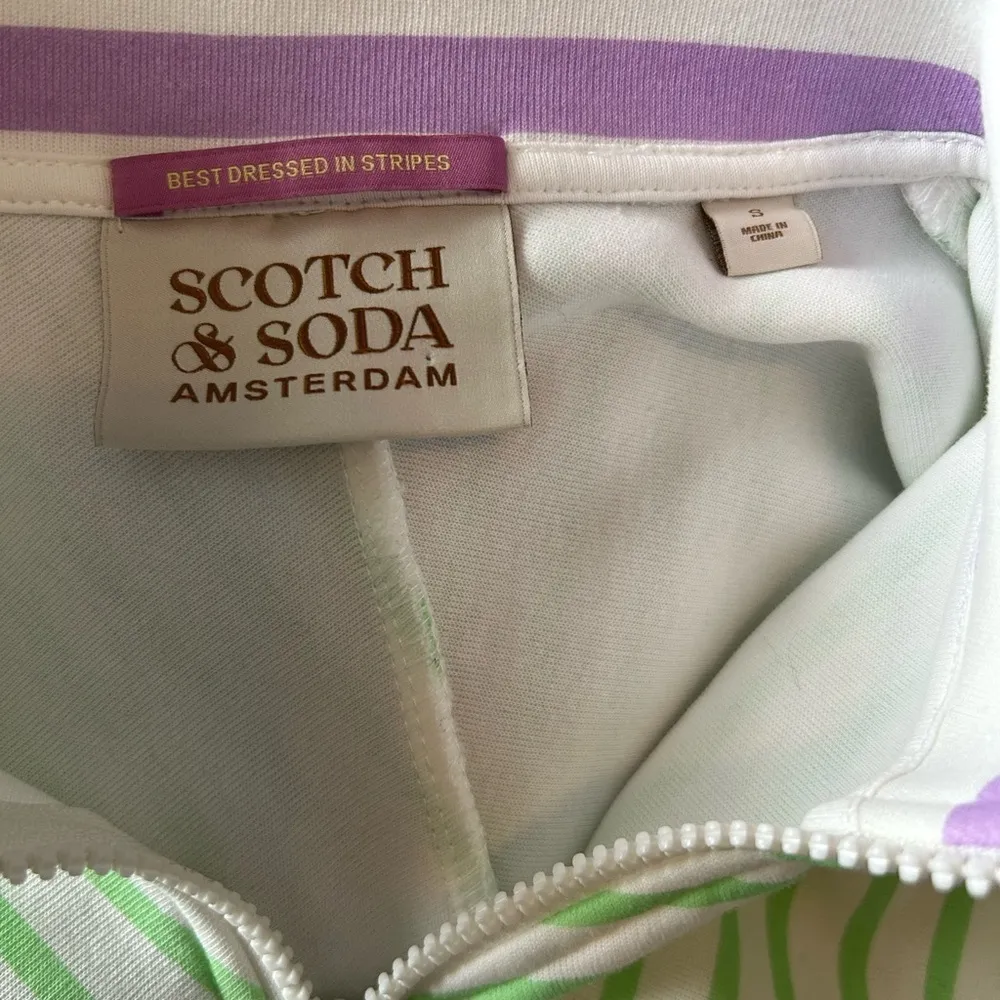 BEST DRESSED IN STRIPES
SCOTCH
& SODA
AMSTERDAM
S
MADE IN
CHINA